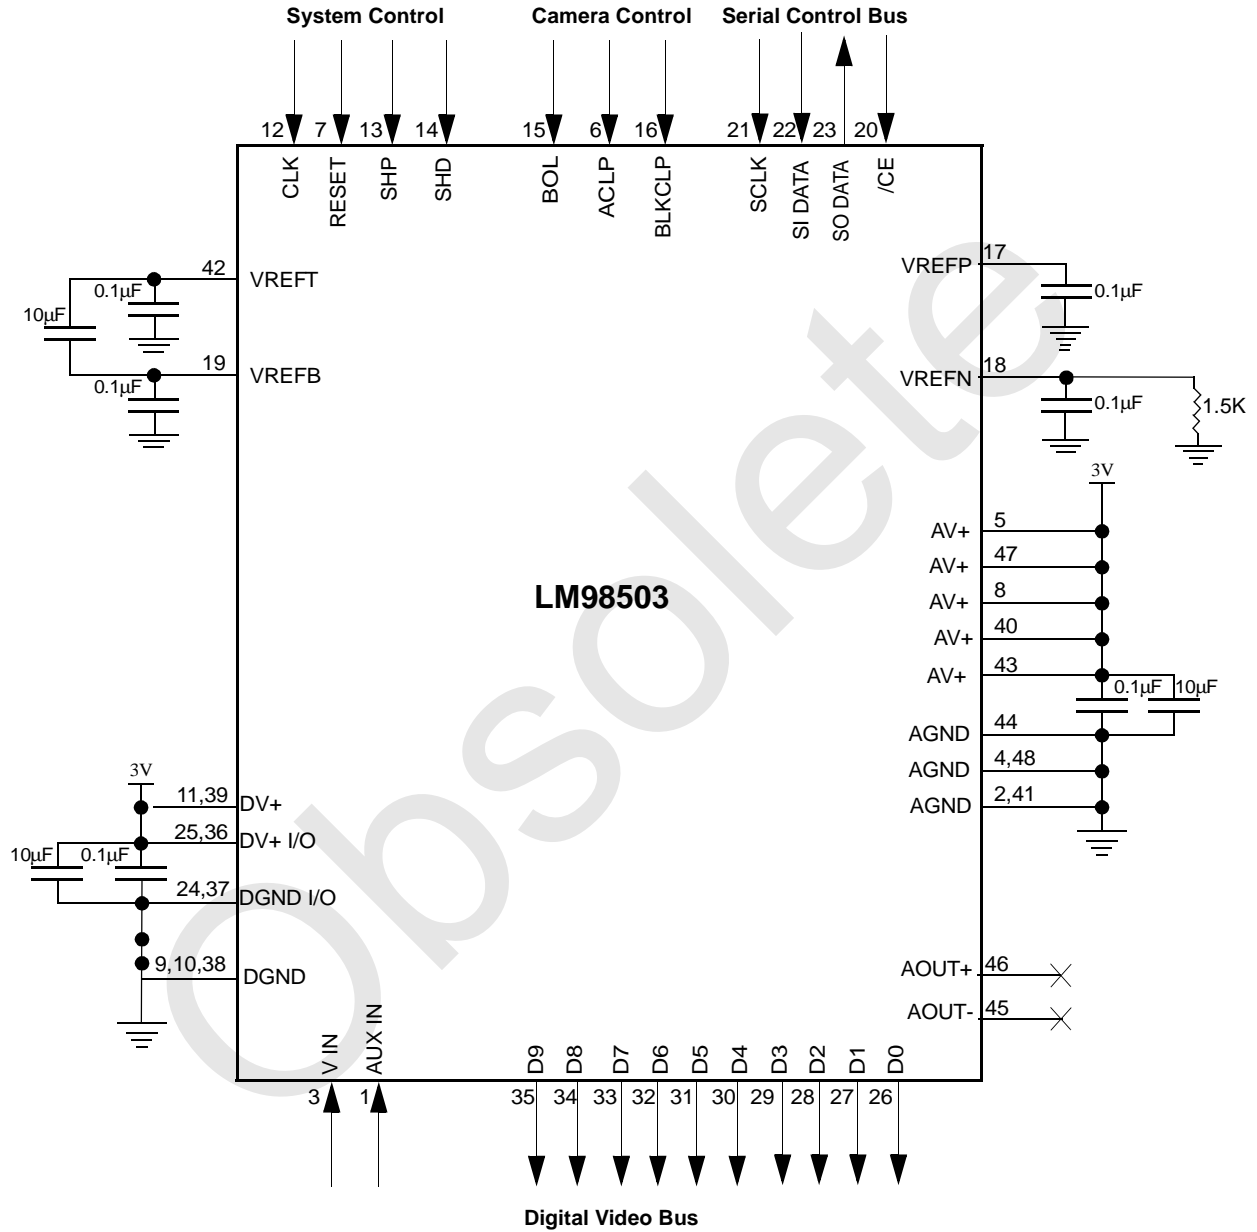 System Control Camera Control Serial Control Bus
12 7 13 14 15 6 16 21 22 23 20
CLK RESET SHP SHD BOL ACLP BLKCLP SCLK SI DATA SO DATA /CE
42 VREFT
0.1µF
10µF
19 VREFB
0.1µF
VREFP 17
0.1µF
VREFN 18
0.1µF 1.5K
3V
AV+ 5
AV+ 47
AV+ 8
AV+ 40
AV+ 43
0.1µF 10µF
AGND 44
AGND 4,48
AGND 2,41
LM98503
Obsolete
3V
11,39 DV+
25,36 DV+ I/O
10µF 0.1µF
24,37 DGND I/O
9,10,38 DGND
AOUT+ 46
AOUT- 45
V IN AUX IN D9 D8 D7 D6 D5 D4 D3 D2 D1 D0
3 1 35 34 33 32 31 30 29 28 27 26
Digital Video Bus